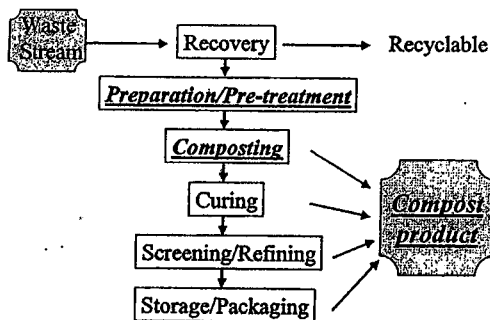 Waste
Stream
Recovery
Recyclable
Preparation/Pre-treatment
Composting
Curing
Compost
product
Screening/Refining
Storage/Packaging